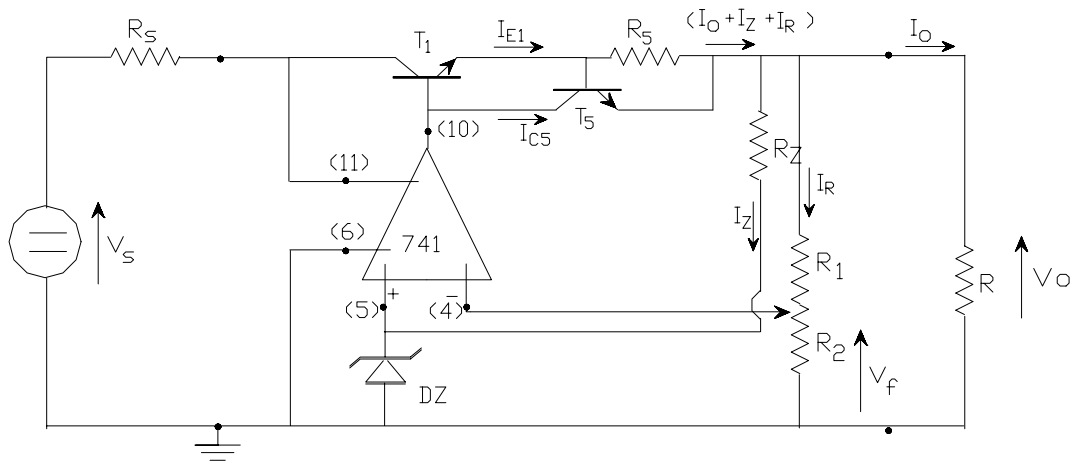 (I_O+I_Z+I_R)
R_S
T_1
I_E1
R_5
I_O
(10)
I_C5
T_5
(11)
R_Z
I_R
(6)
741
I_Z
V_s
R_1
+
−
R
V_O
(5)
(4)
R_2
DZ
V_f